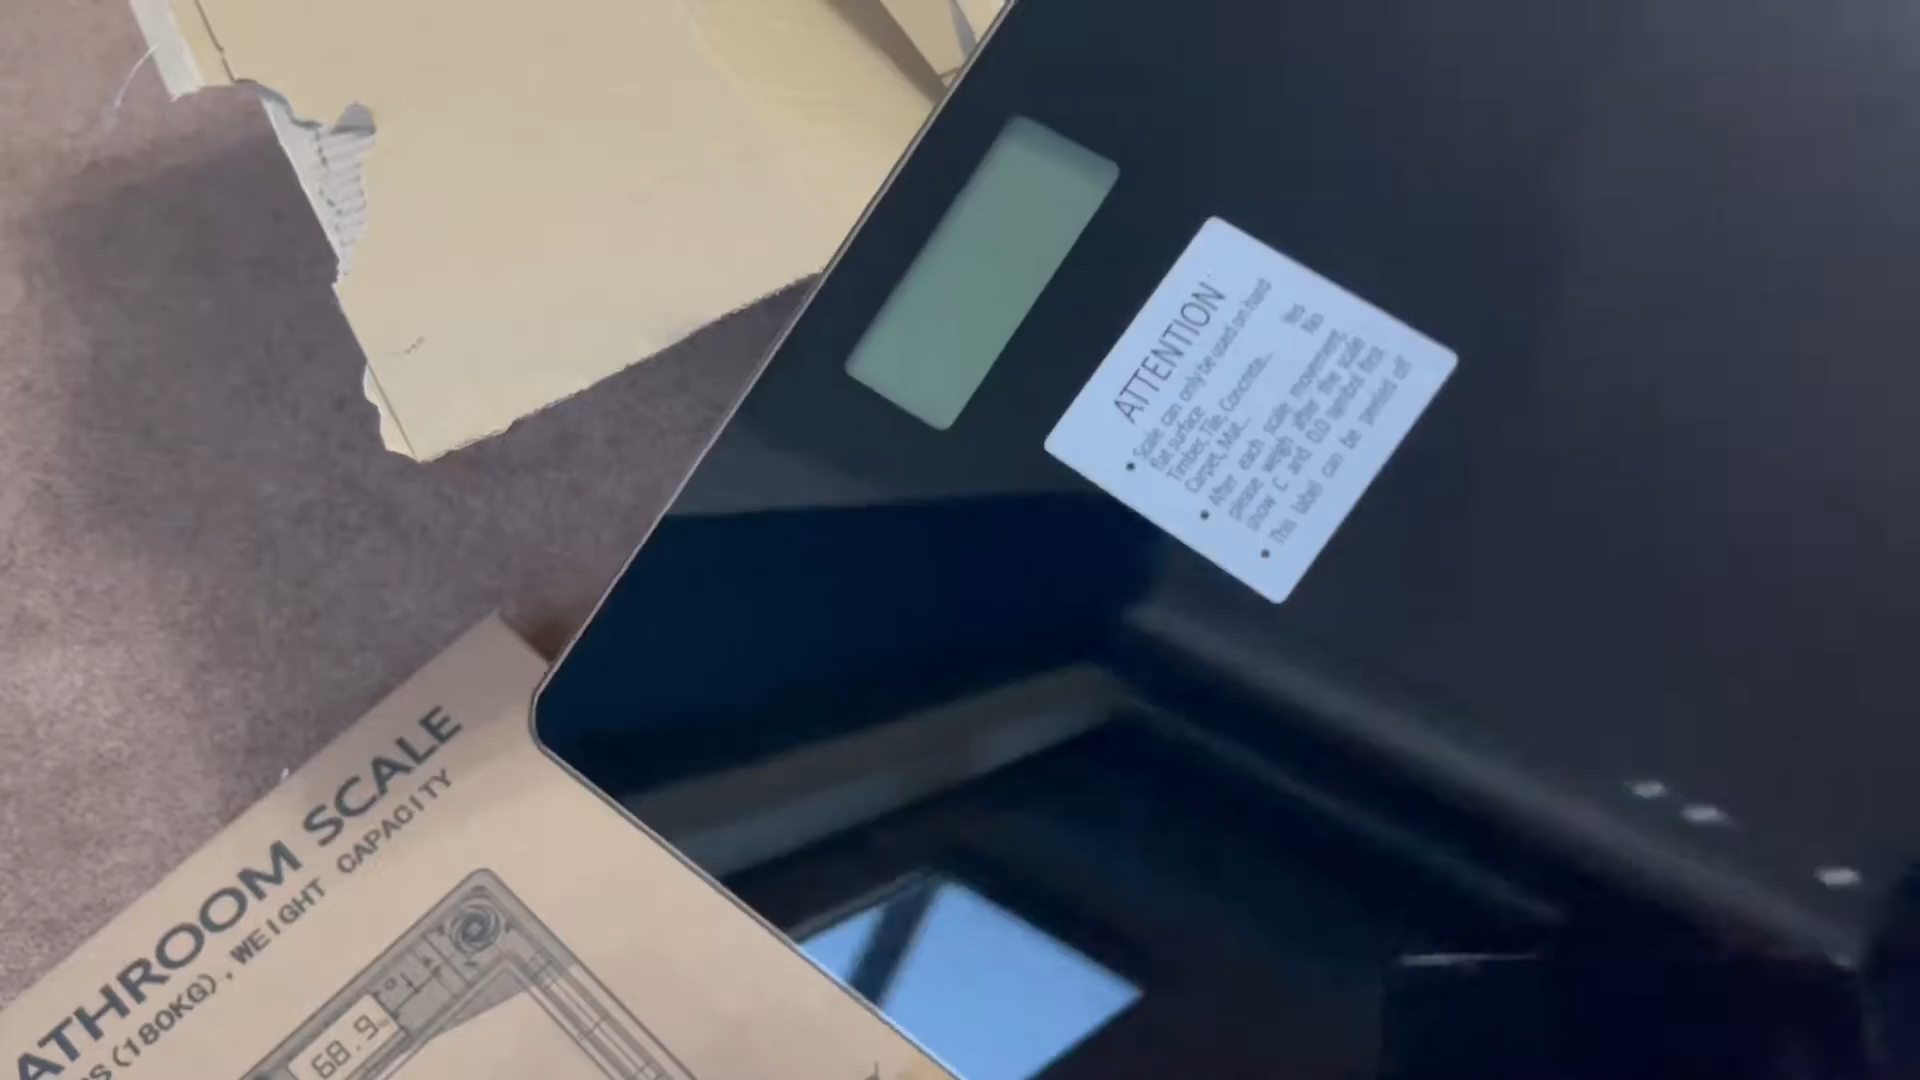 ATTENTION
• Scale can only be used on hard
flat surface
Timber, Tile, Concrete... Yes
Carpet, Mat... No
• After each scale movement,
please weigh after the scale
show C and 0.0 symbol first
• This label can be peeled off
ATHROOM SCALE
S(180KG),WEIGHT CAPACITY
68.9